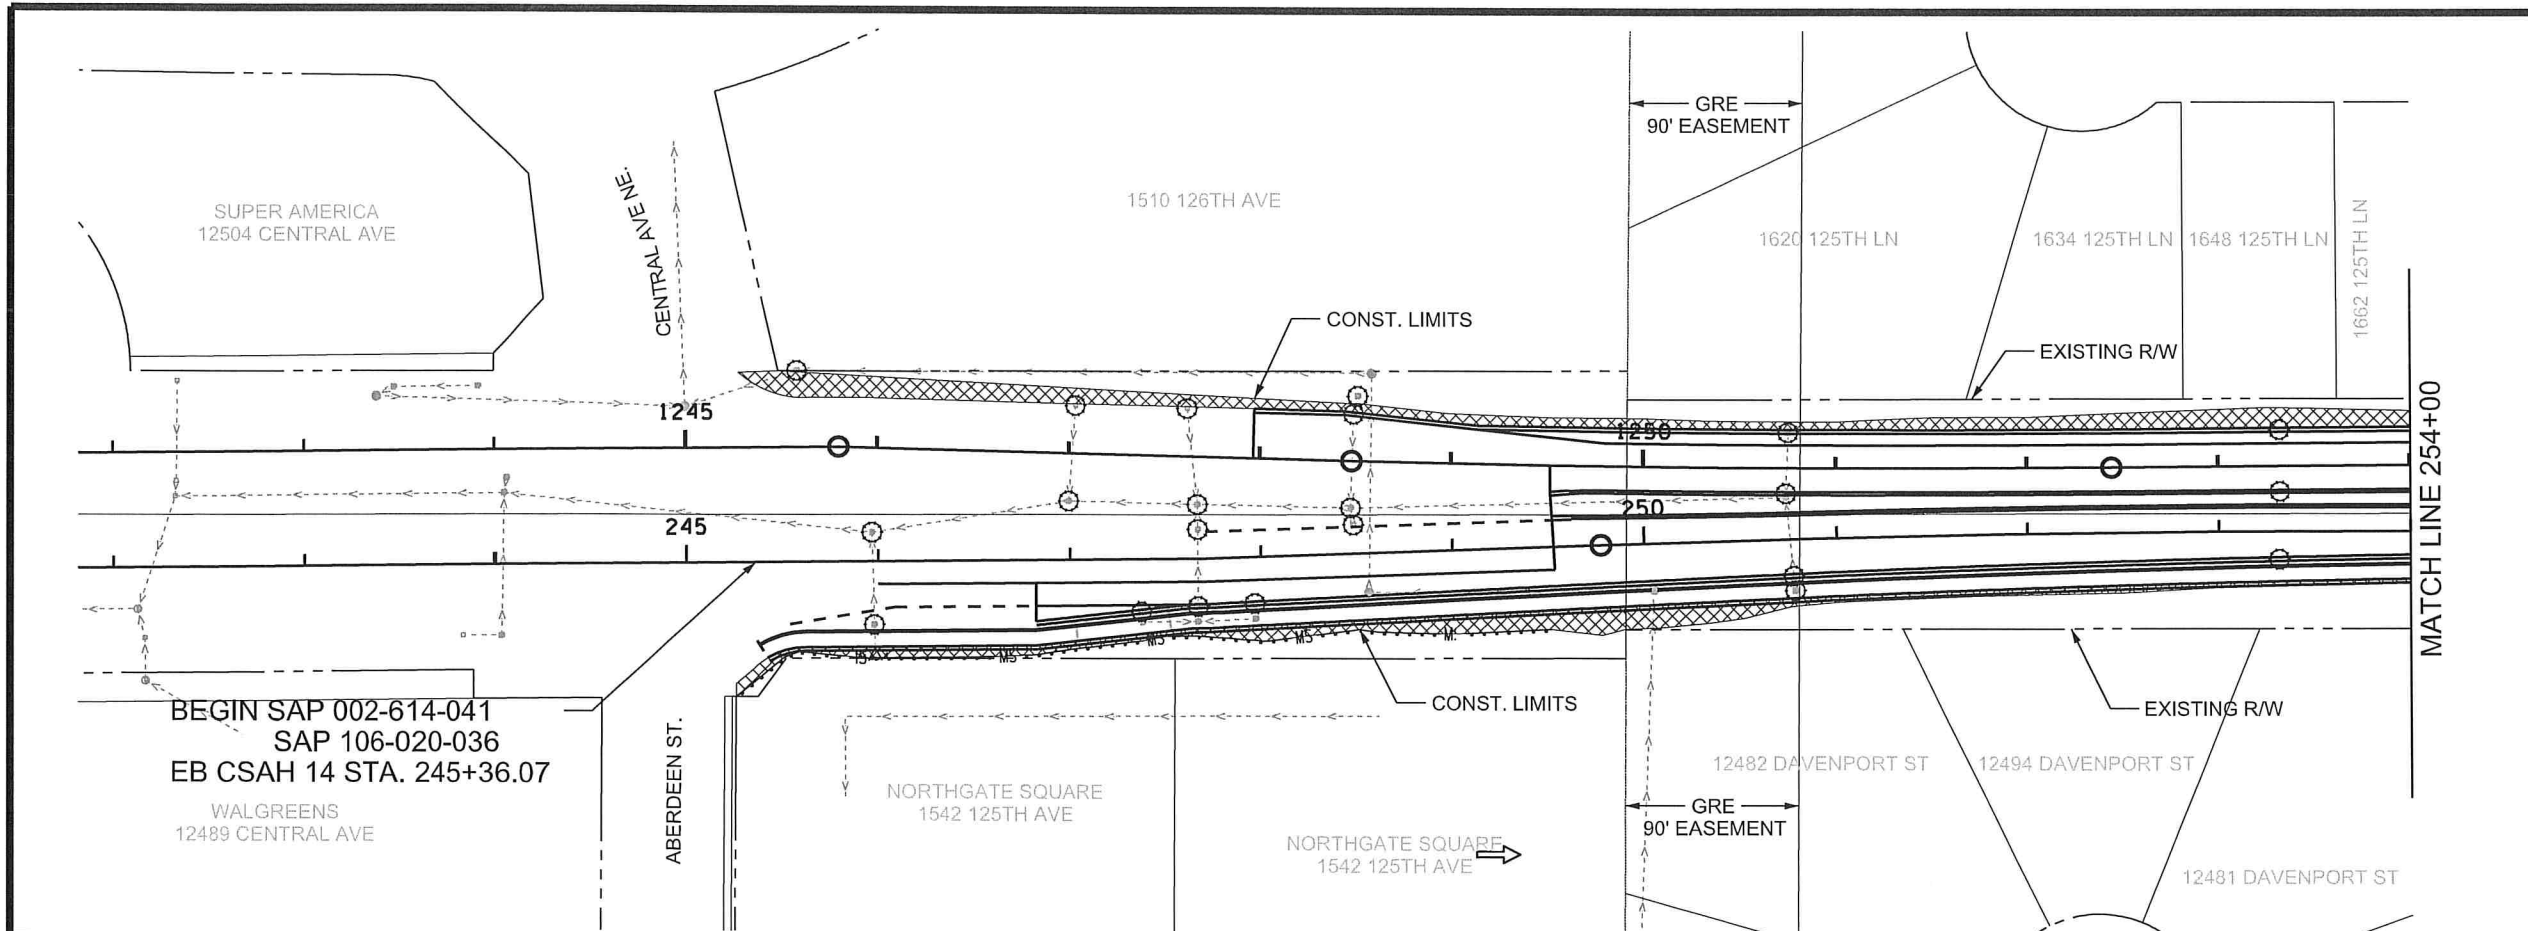 GRE
90' EASEMENT
SUPER AMERICA
12504 CENTRAL AVE
CENTRAL AVE NE.
1510 126TH AVE
1620 125TH LN
1634 125TH LN
1648 125TH LN
1662 125TH LN
CONST. LIMITS
EXISTING R/W
1245
1250
245
250
MATCH LINE 254+00
M5
M5
M5
M.
BEGIN SAP 002-614-041
SAP 106-020-036
EB CSAH 14 STA. 245+36.07
CONST. LIMITS
EXISTING R/W
ABERDEEN ST.
WALGREENS
12489 CENTRAL AVE
NORTHGATE SQUARE
1542 125TH AVE
NORTHGATE SQUARE
1542 125TH AVE
12482 DAVENPORT ST
12494 DAVENPORT ST
GRE
90' EASEMENT
12481 DAVENPORT ST